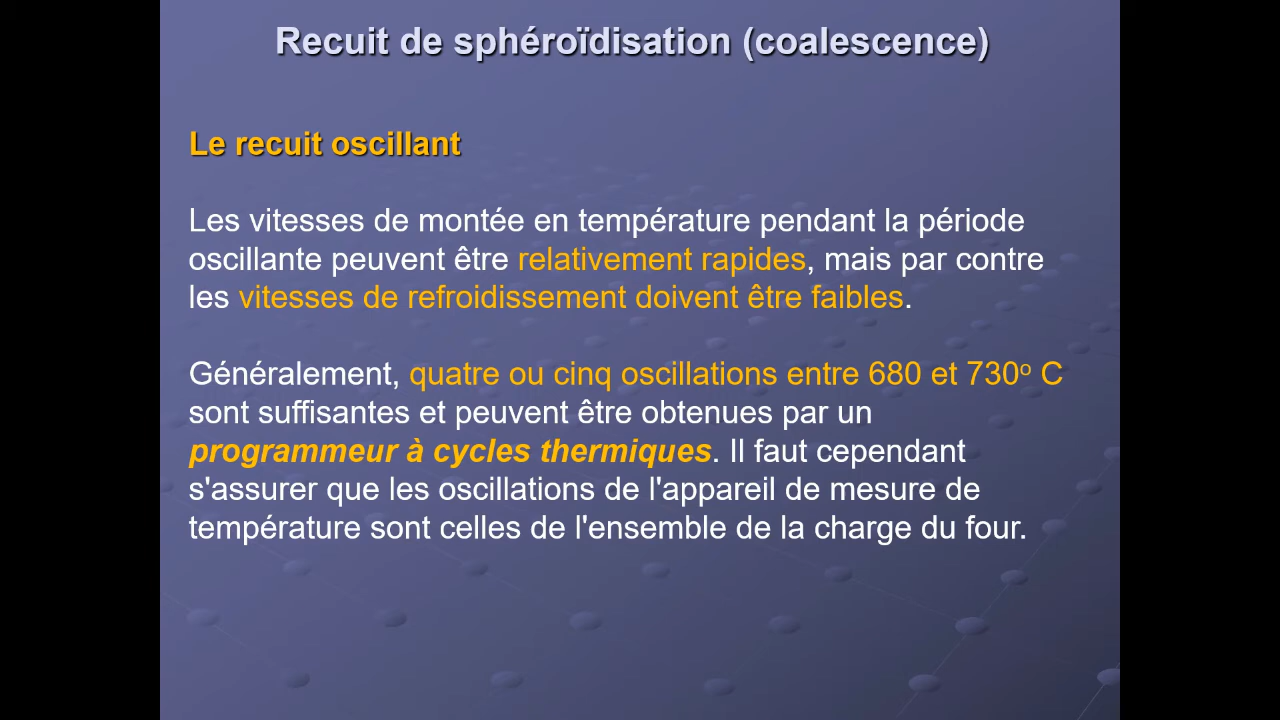 Recuit de sphéroïdisation (coalescence)
Le recuit oscillant
Les vitesses de montée en température pendant la période
oscillante peuvent être relativement rapides, mais par contre
les vitesses de refroidissement doivent être faibles.
Généralement, quatre ou cinq oscillations entre 680 et 730º C
sont suffisantes et peuvent être obtenues par un
programmeur à cycles thermiques. Il faut cependant
s'assurer que les oscillations de l'appareil de mesure de
température sont celles de l'ensemble de la charge du four.